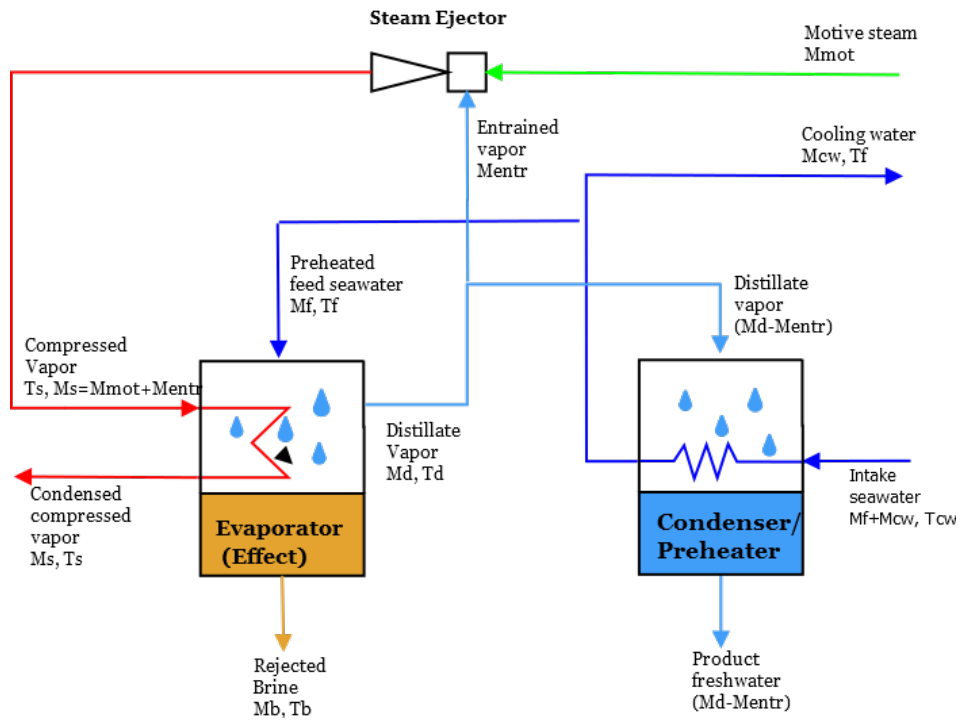 Steam Ejector
Motive steam
Mmot
Entrained
vapor
Mentr
Cooling water
Mcw, Tf
Preheated
feed seawater
Mf, Tf
Distillate
vapor
(Md-Mentr)
Compressed
Vapor
Ts, Ms=Mmot+Mentr
Distillate
Vapor
Md, Td
Condensed
compressed
vapor
Ms, Ts
Intake
seawater
Mf+Mcw, Tcw
Evaporator
(Effect)
Condenser/
Preheater
Rejected
Brine
Mb, Tb
Product
freshwater
(Md-Mentr)